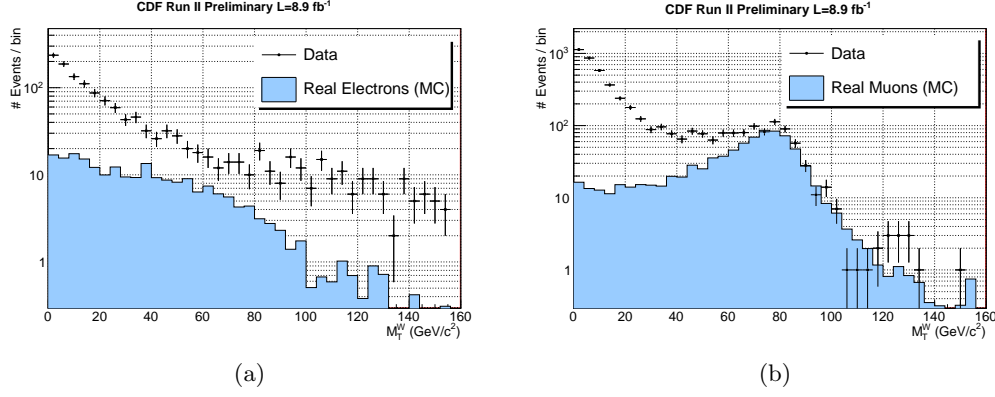 CDF Run II Preliminary L=8.9 fb⁻¹
# Events / bin
10²
10
1
Data
Real Electrons (MC)
0 20 40 60 80 100 120 140 160
M_T^W (GeV/c²)
(a)
CDF Run II Preliminary L=8.9 fb⁻¹
# Events / bin
10³
10²
10
1
Data
Real Muons (MC)
0 20 40 60 80 100 120 140 160
M_T^W (GeV/c²)
(b)